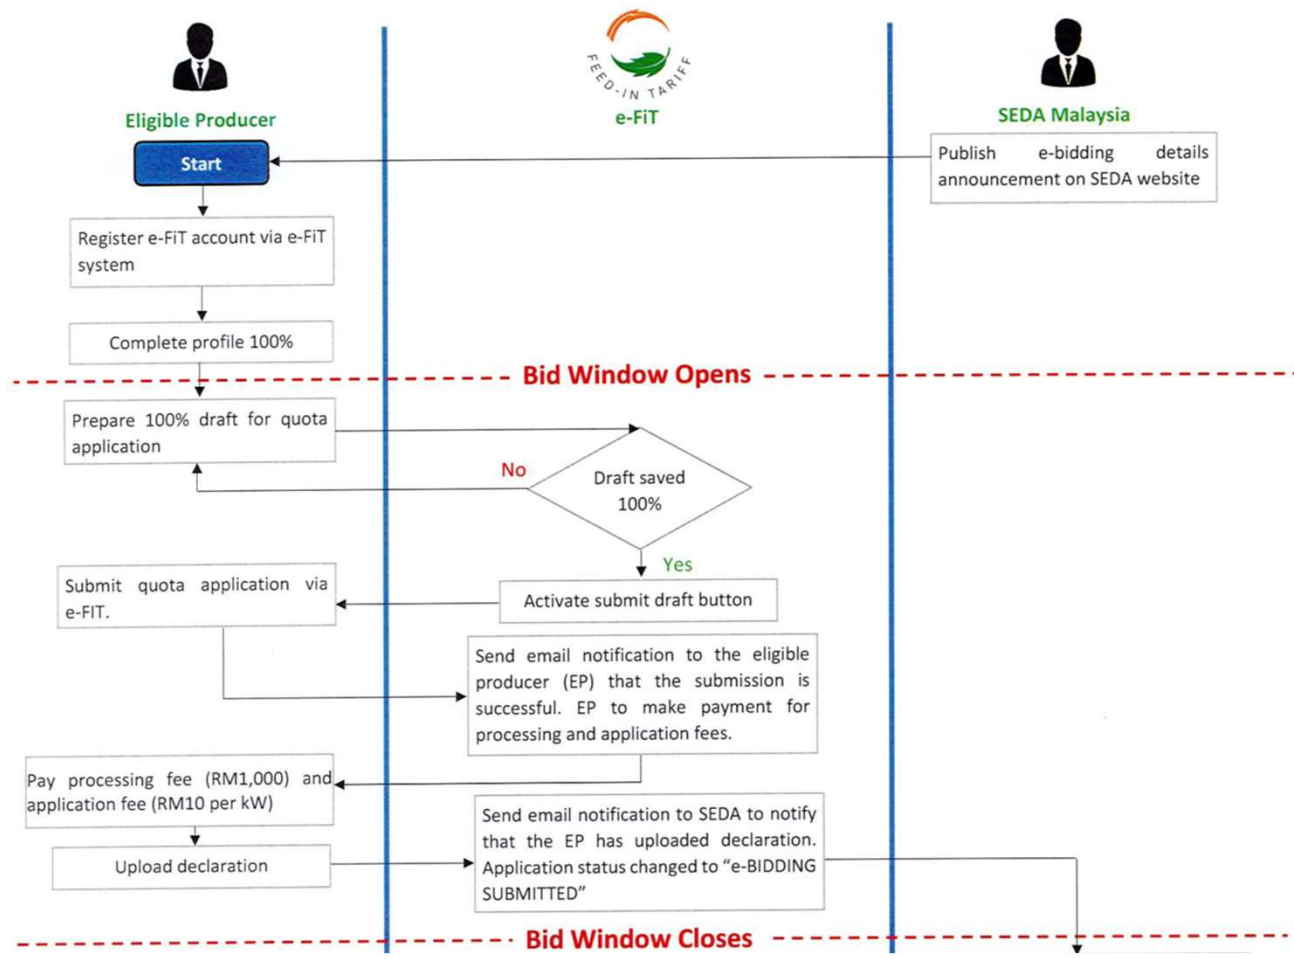 FEED-IN TARIFF
Eligible Producer
e-FiT
SEDA Malaysia
Start
Publish e-bidding details
announcement on SEDA website
Register e-FiT account via e-FiT
system
Complete profile 100%
Bid Window Opens
Prepare 100% draft for quota
application
No
Draft saved
100%
Yes
Submit quota application via
e-FIT.
Activate submit draft button
Send email notification to the eligible
producer (EP) that the submission is
successful. EP to make payment for
processing and application fees.
Pay processing fee (RM1,000) and
application fee (RM10 per kW)
Send email notification to SEDA to notify
that the EP has uploaded declaration.
Application status changed to “e-BIDDING
SUBMITTED”
Upload declaration
Bid Window Closes